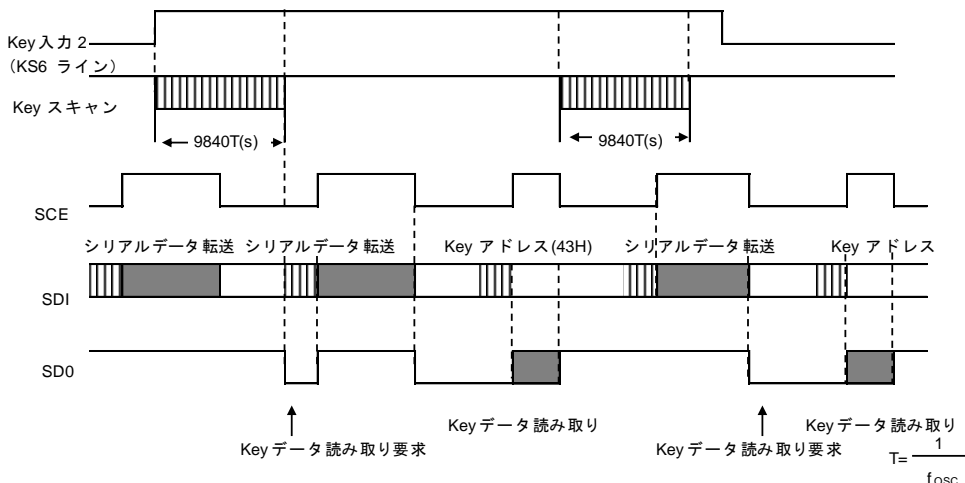 Key入力2
(KS6 ライン)
Key スキャン
9840T(s)
9840T(s)
SCE
シリアルデータ転送
シリアルデータ転送
Key アドレス(43H)
シリアルデータ転送
Key アドレス
SDI
SD0
Keyデータ読み取り要求
Keyデータ読み取り
Keyデータ読み取り要求
Keyデータ読み取り
T= 1
fosc